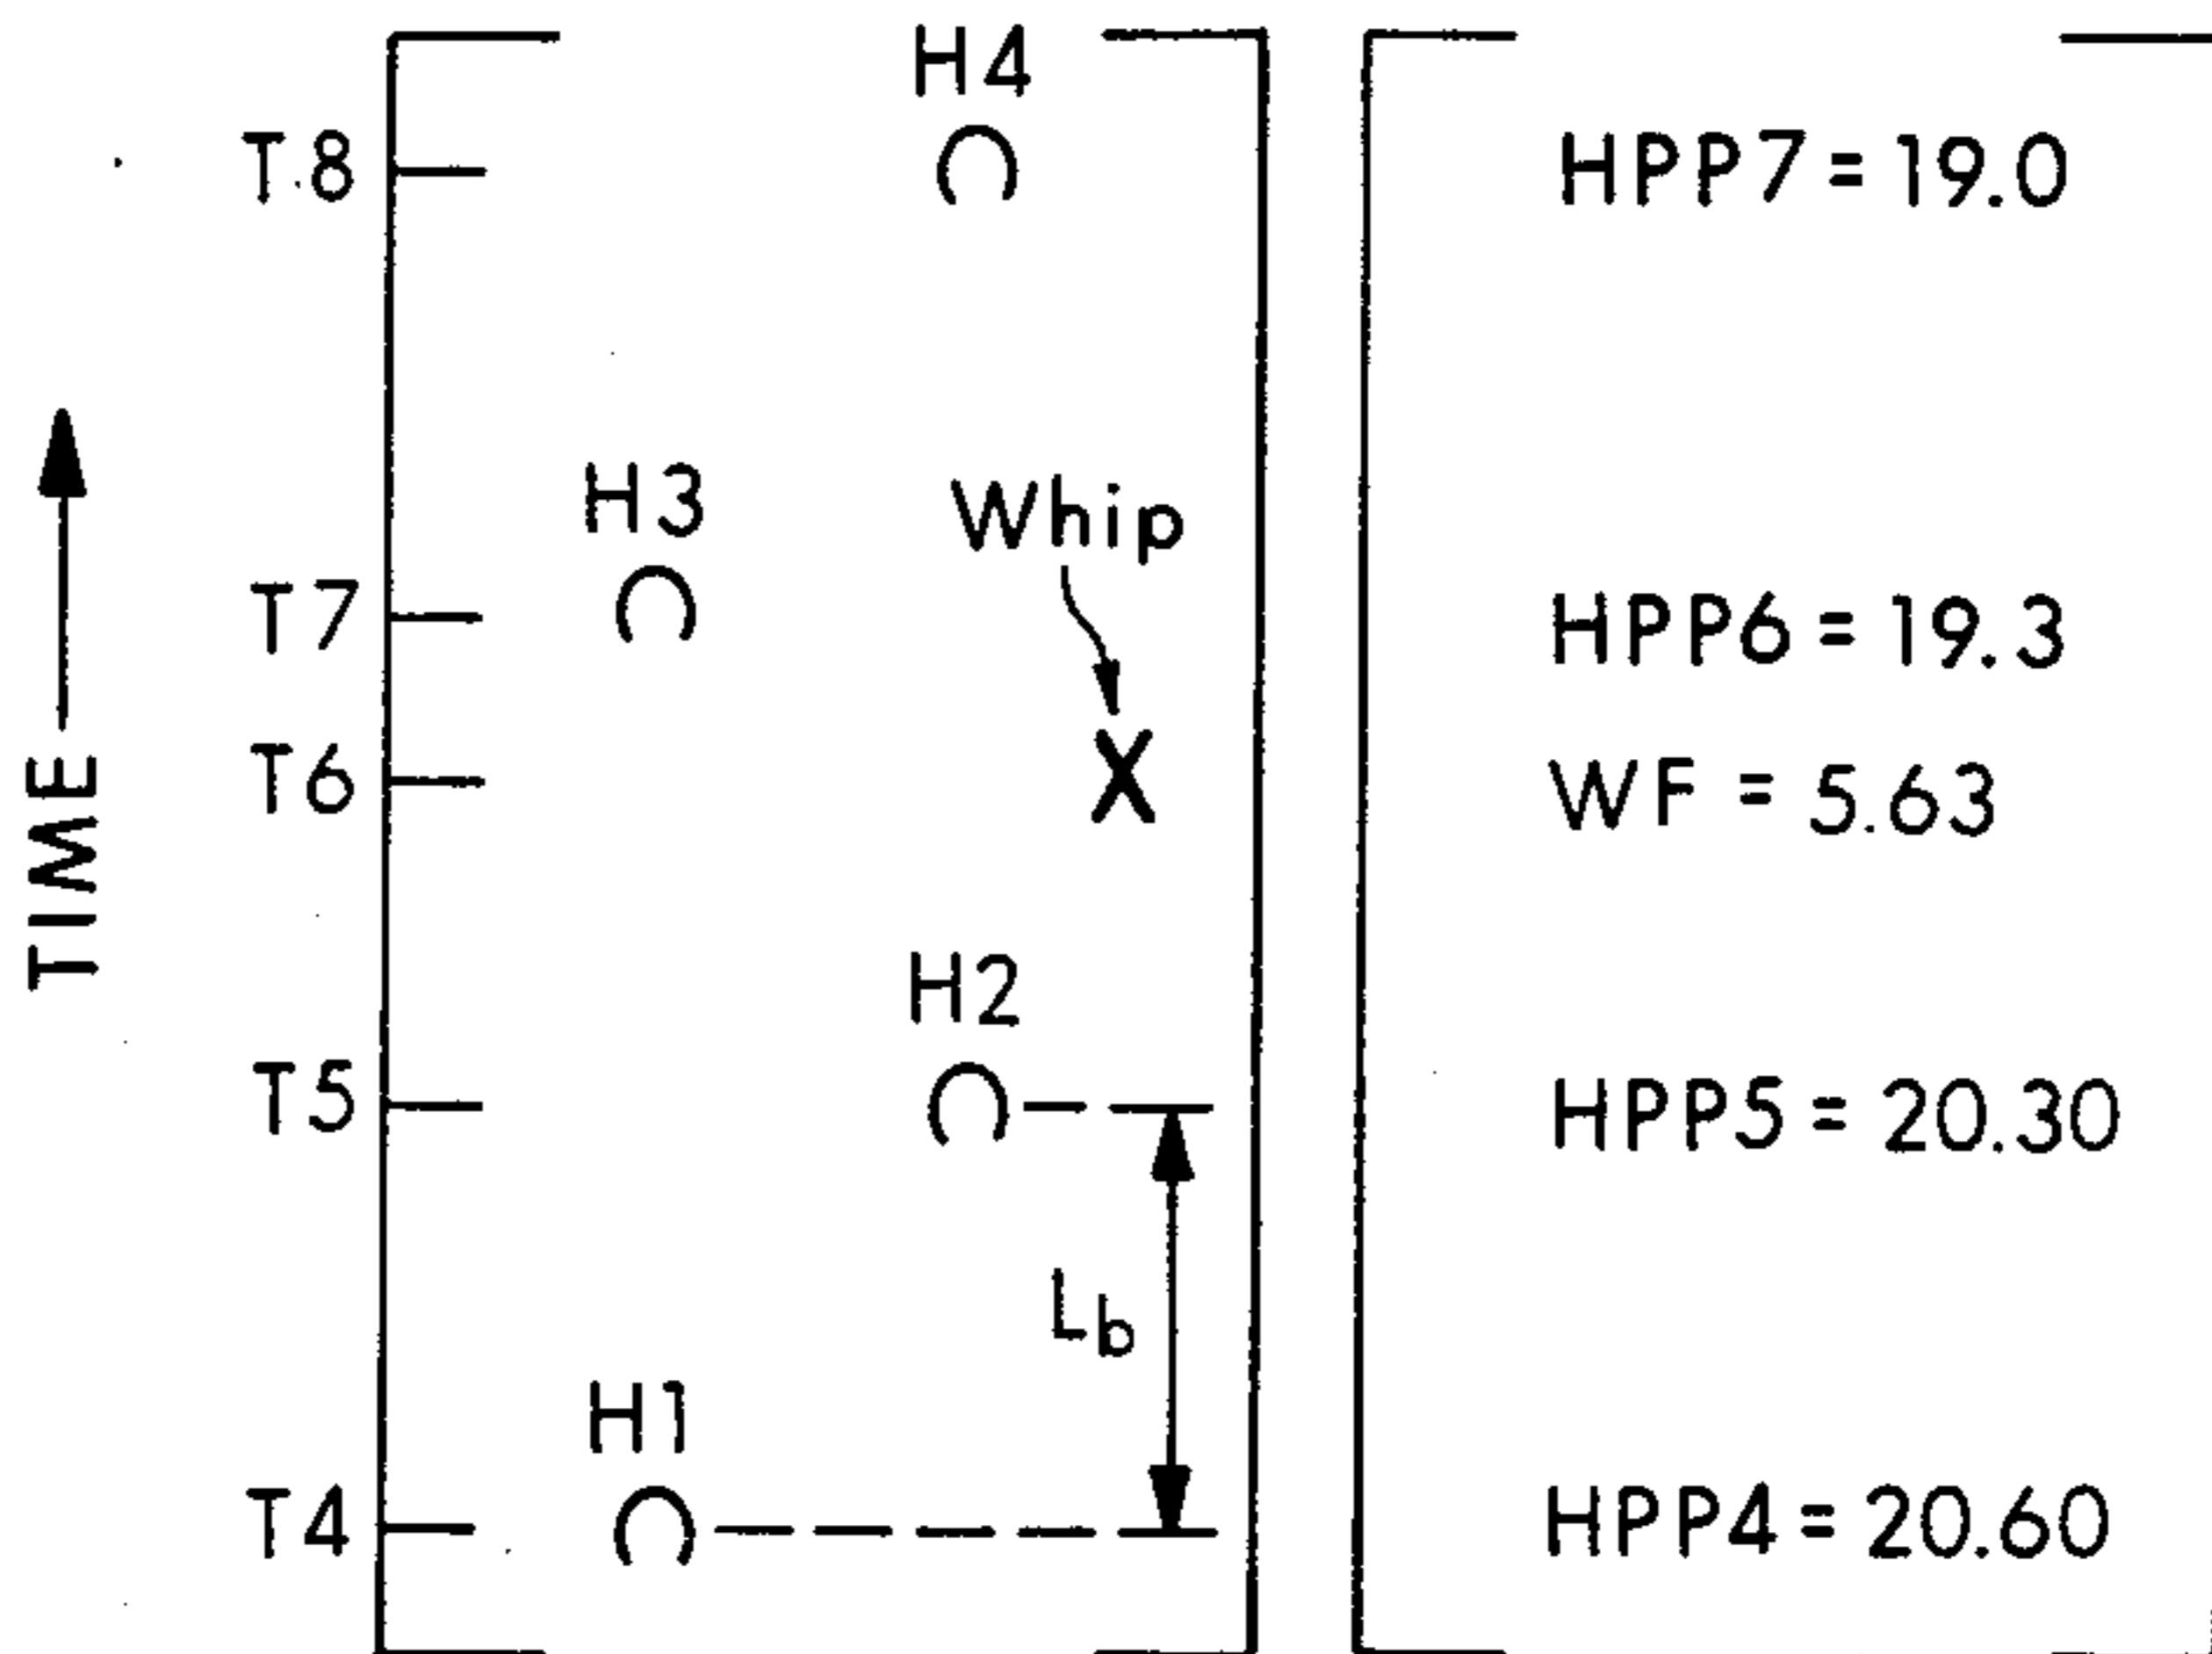 H4
T8
HPP7 = 19.0
H3
Whip
T7
HPP6 = 19.3
T6
X
WF = 5.63
TIME
H2
T5
HPP5 = 20.30
Lb
H1
T4
HPP4 = 20.60